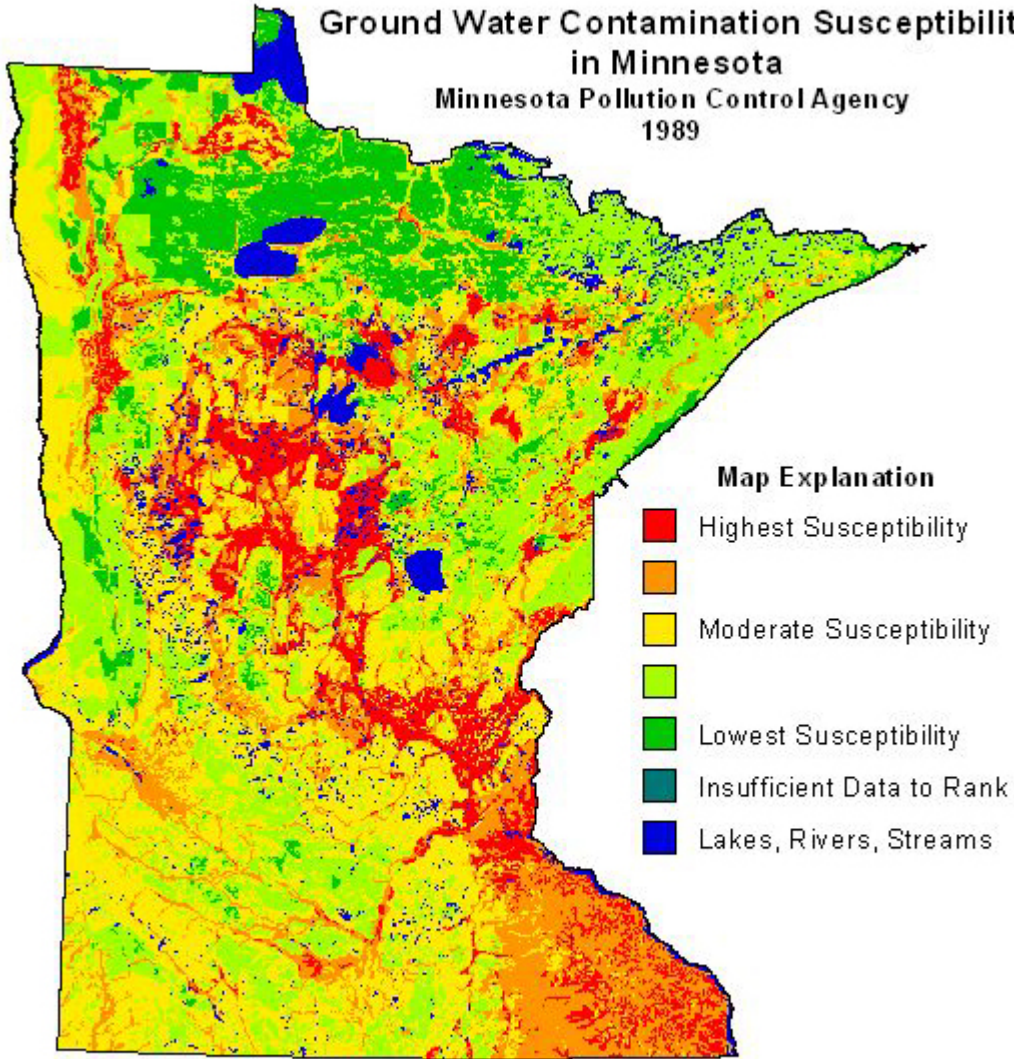 Ground Water Contamination Susceptibilit
in Minnesota
Minnesota Pollution Control Agency
1989
Map Explanation
Highest Susceptibility
Moderate Susceptibility
Lowest Susceptibility
Insufficient Data to Rank
Lakes, Rivers, Streams